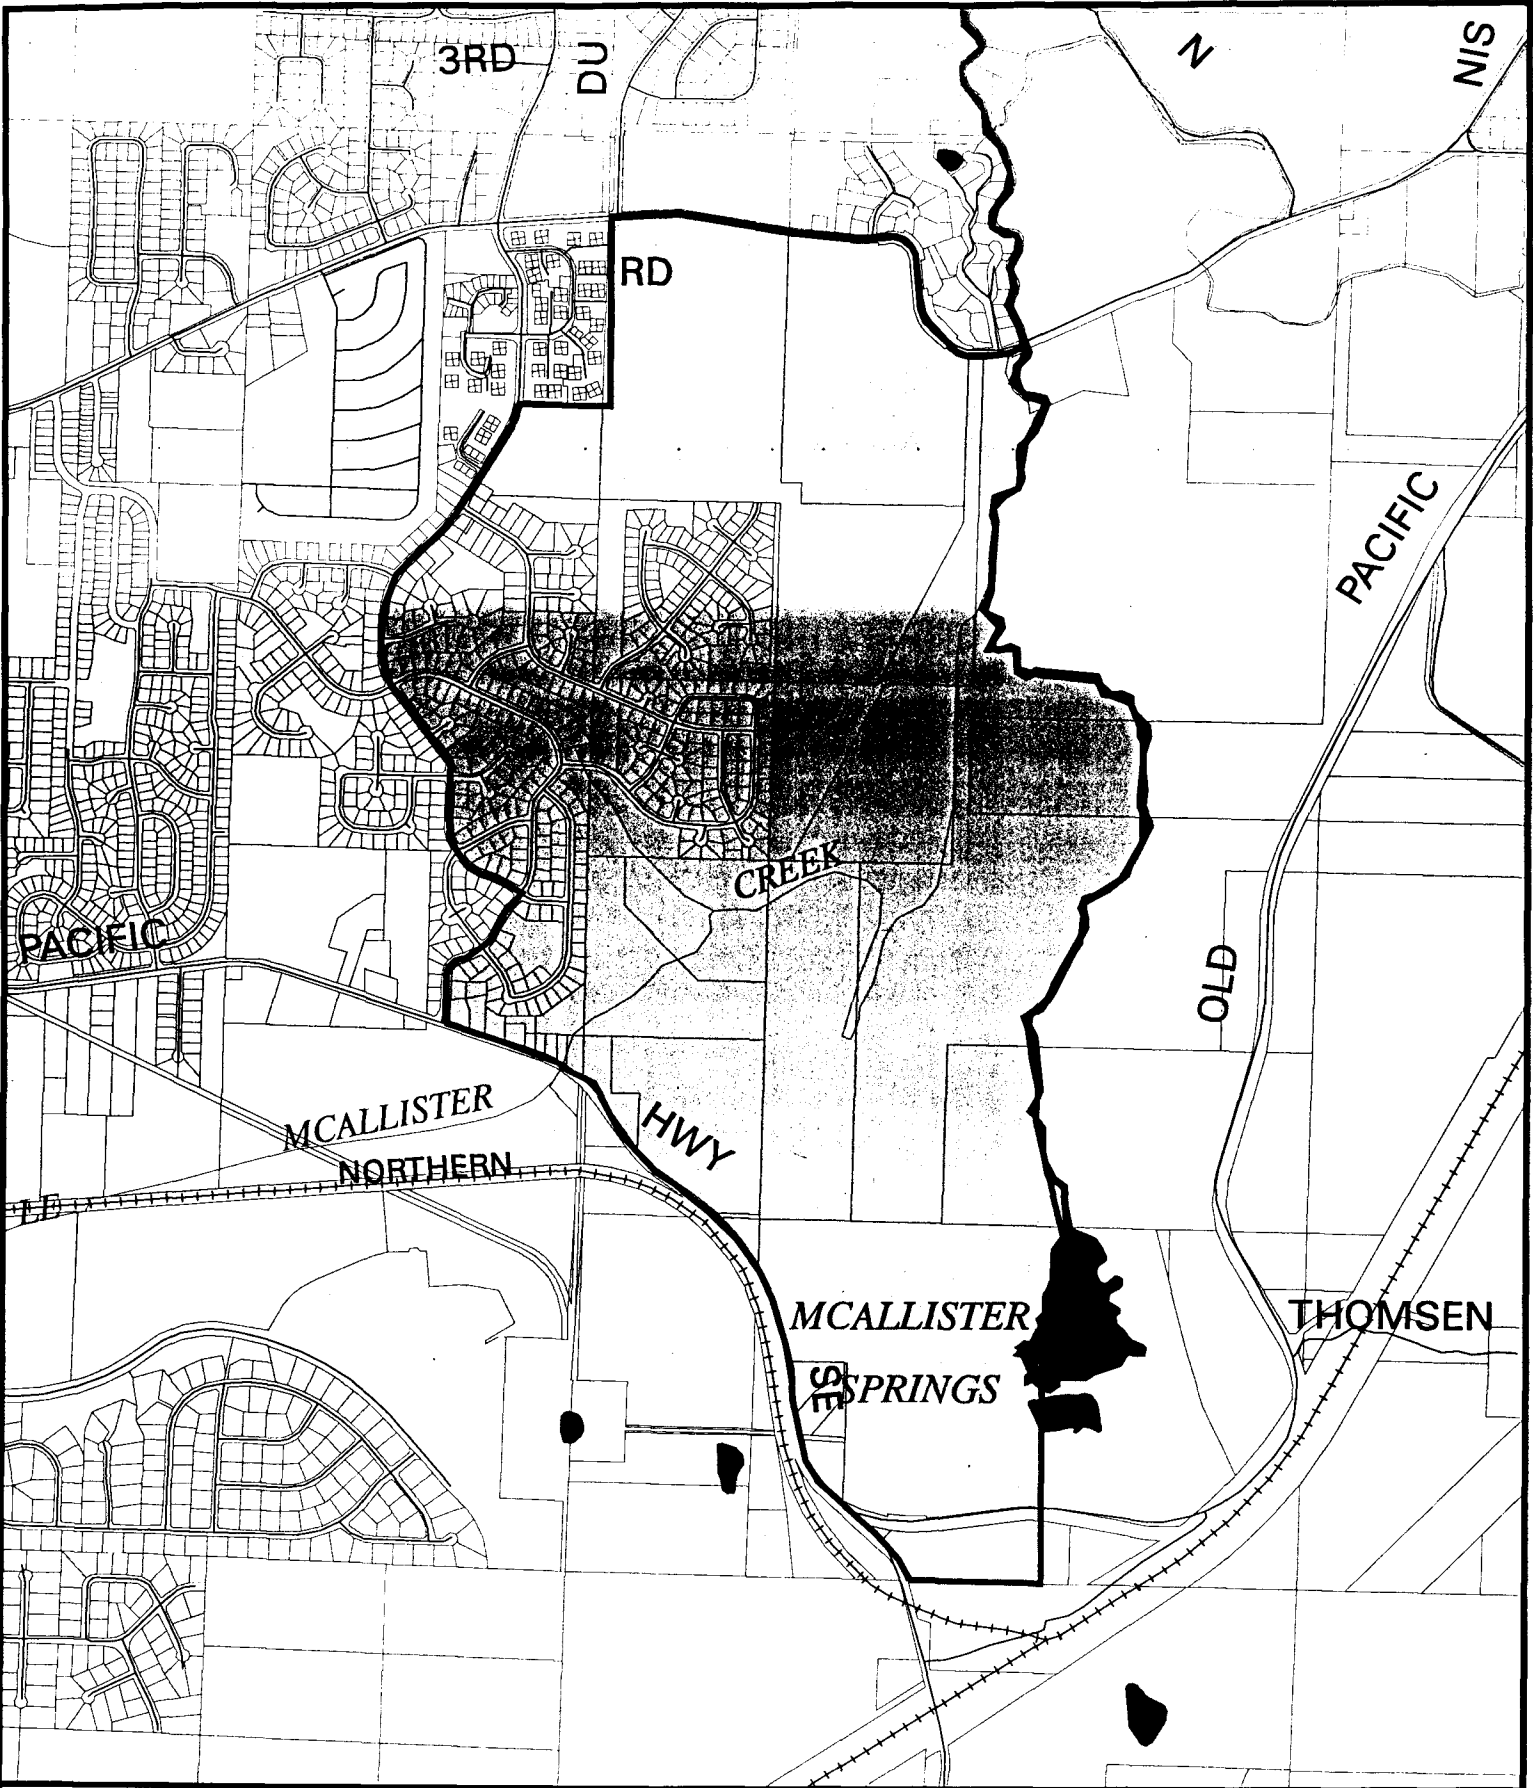 3RD
DU
N
NIS
RD
PACIFIC
CREEK
PACIFIC
OLD
MCALLISTER
HWY
NORTHERN
LE
MCALLISTER
THOMSEN
SE
SPRINGS